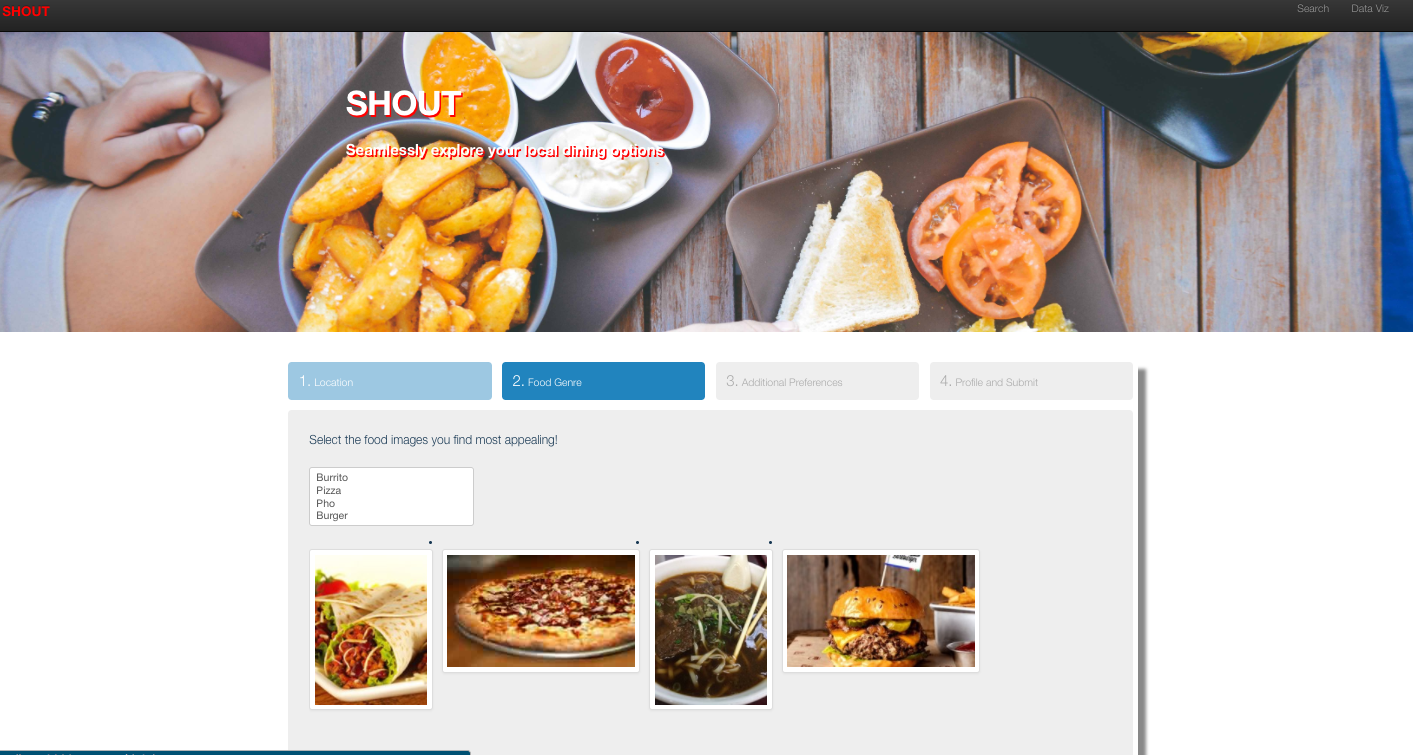 SHOUT
Search
Data Viz
SHOUT
Seamlessly explore your local dining options
1. Location
2. Food Genre
3. Additional Preferences
4. Profile and Submit
Select the food images you find most appealing!
Burrito
Pizza
Pho
Burger